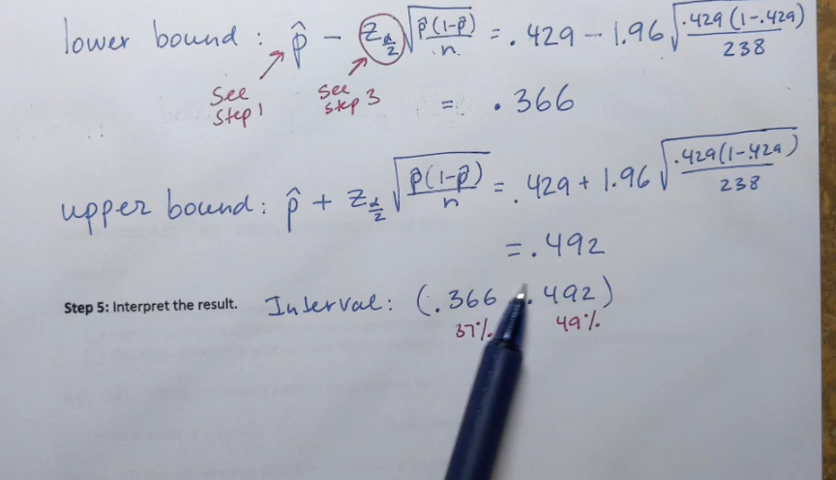 lower bound : p̂ - z_α/2 √(p̂(1-p̂)/n) = .429 - 1.96 √(.429(1-.429)/238)
See step 1 See step 3
= .366
upper bound: p̂ + z_α/2 √(p̂(1-p̂)/n) = .429 + 1.96 √(.429(1-.429)/238)
= .492
Step 5: Interpret the result. Interval: (.366 .492)
37% 49%